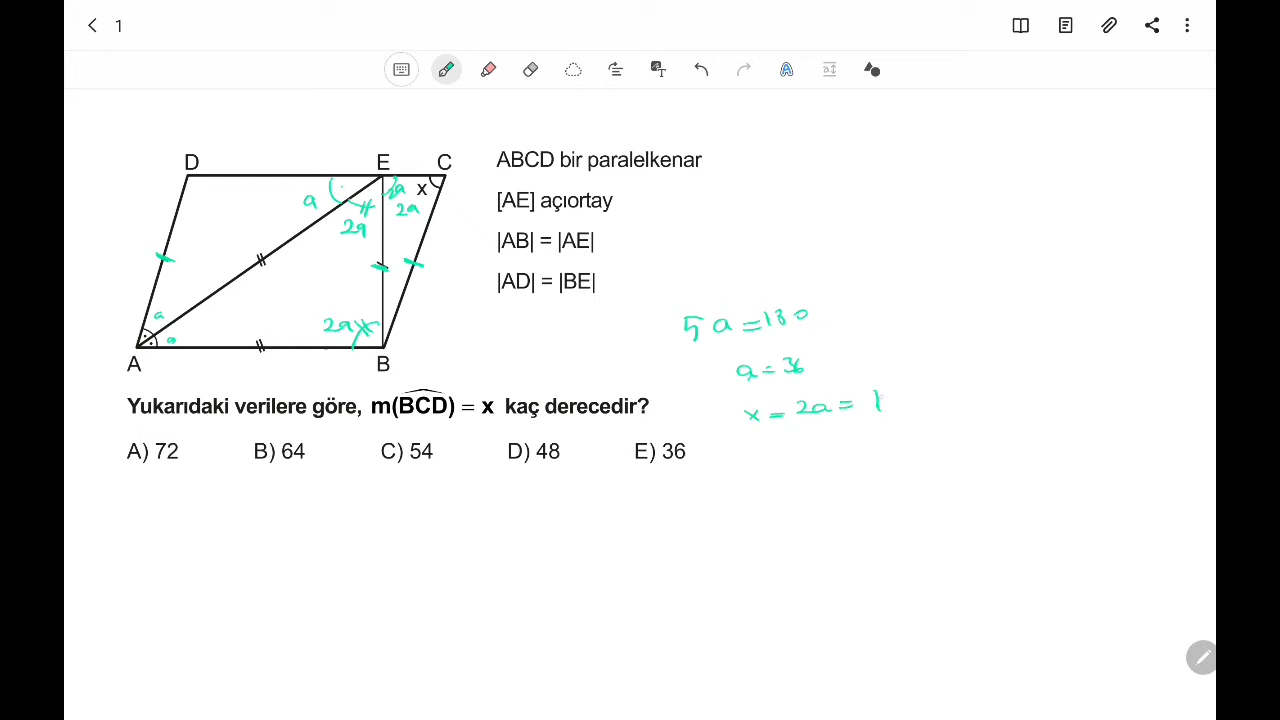 1
D E C
ABCD bir paralelkenar
x
a 2a
2a
2a
[AE] açıortay
|AB| = |AE|
|AD| = |BE|
a
a
2a
A B
5a = 180
a = 36
x = 2a = 1
Yukarıdaki verilere göre, m(BCD) = x kaç derecedir?
A) 72 B) 64 C) 54 D) 48 E) 36